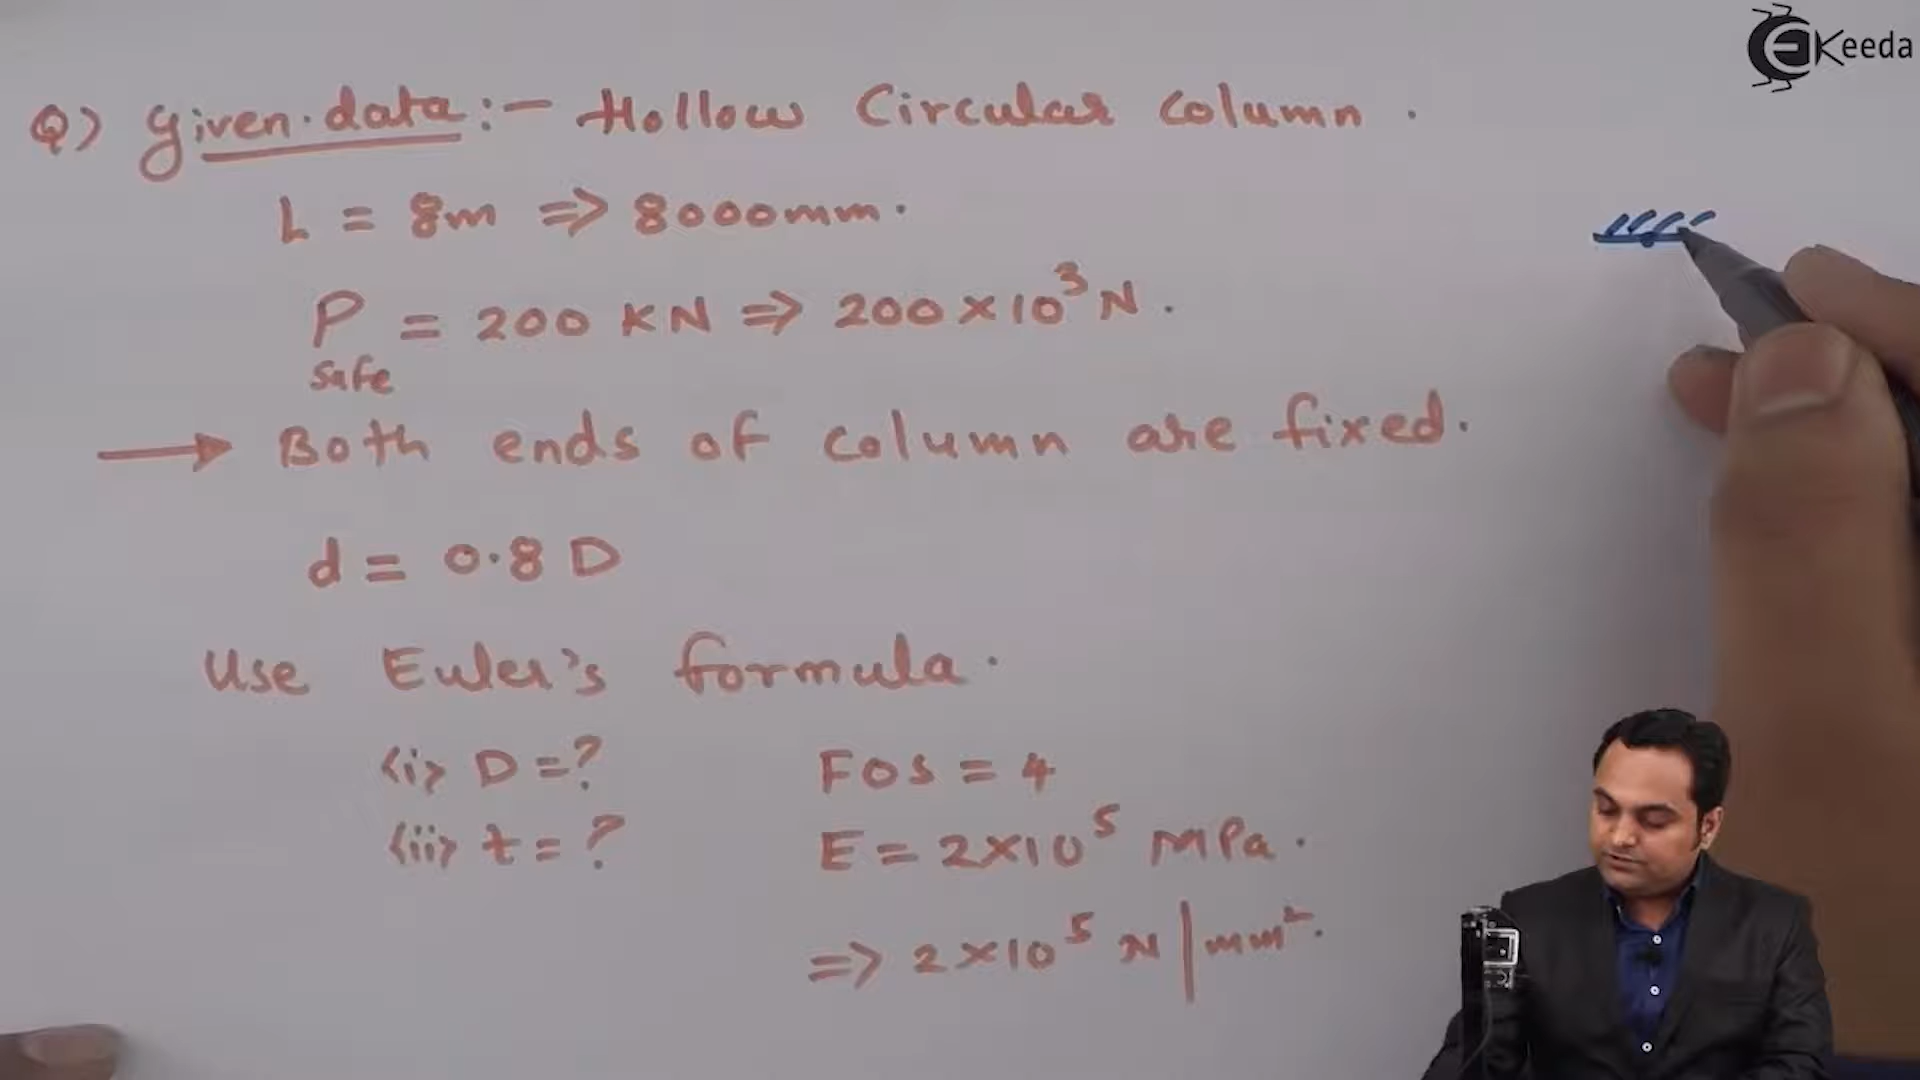 EKeeda
Q) Given data:- Hollow Circular Column.
L = 8m => 8000mm.
P safe = 200 KN => 200×10³ N.
→ Both ends of column are fixed.
d = 0.8 D
Use Euler's formula.
(i) D = ? FOS = 4
(ii) t = ? E = 2×10⁵ MPa.
=> 2×10⁵ N/mm².